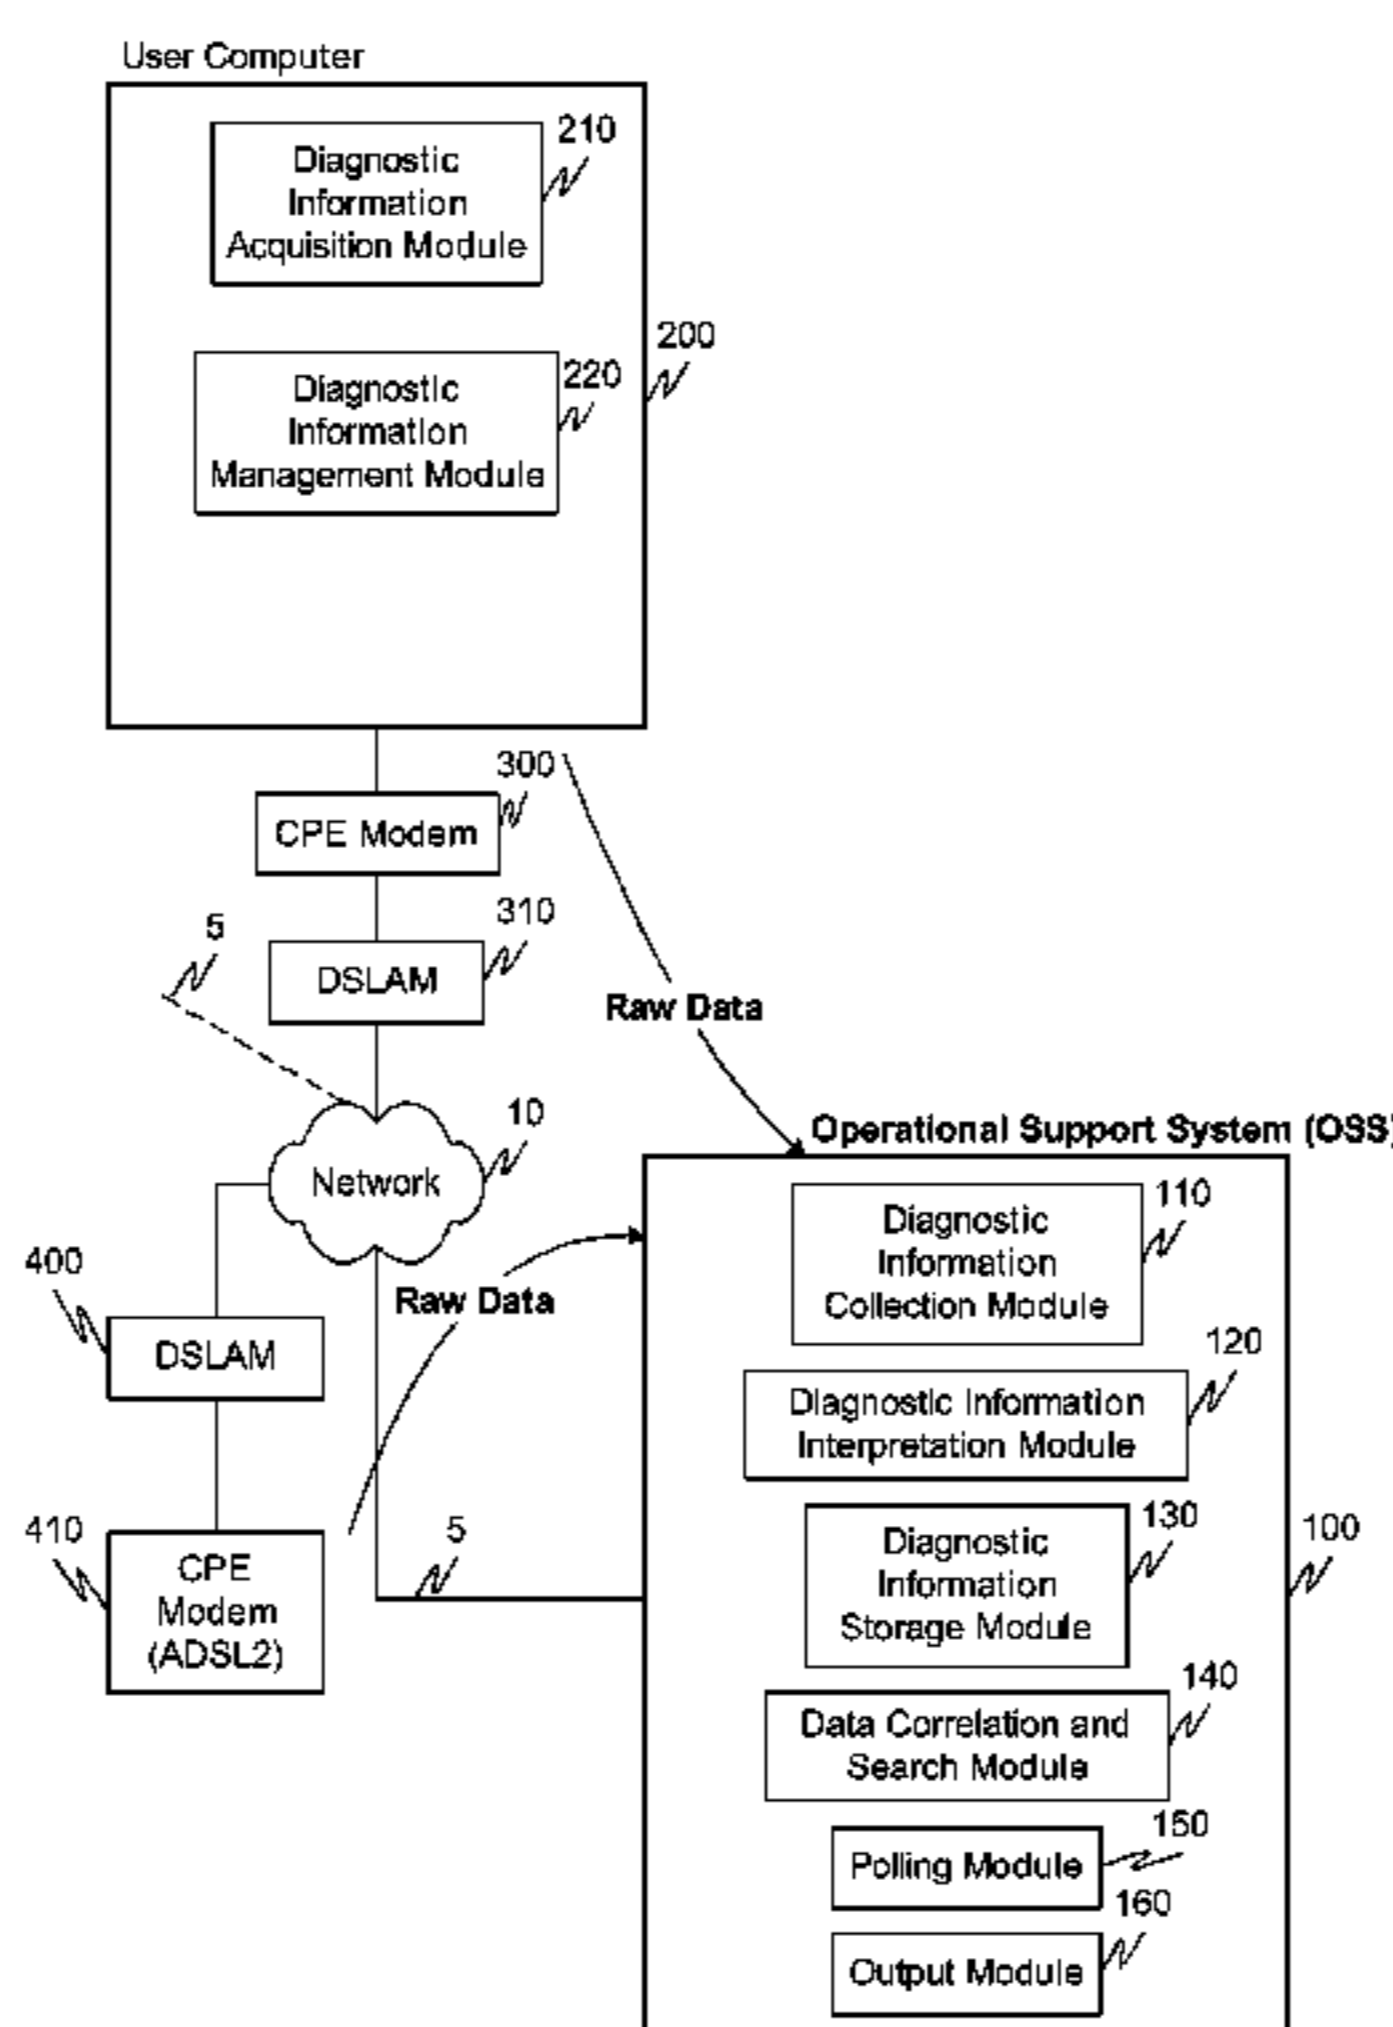 User Computer
210
Diagnostic
Information
Acquisition Module
200
220
Diagnostic
Information
Management Module
300
CPE Modem
310
5
DSLAM
Raw Data
10
Network
Operational Support System (OSS)
110
Diagnostic
Information
Collection Module
400
Raw Data
DSLAM
120
Diagnostic Information
Interpretation Module
410
CPE
Modem
(ADSL2)
5
130
100
Diagnostic
Information
Storage Module
140
Data Correlation and
Search Module
150
Polling Module
160
Output Module